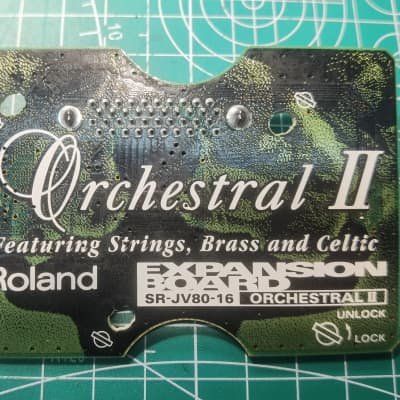 Orchestral II
Featuring Strings, Brass and Celtic
Roland
EXPANSION
BOARD
SR-JV80-16 ORCHESTRAL II
UNLOCK
LOCK